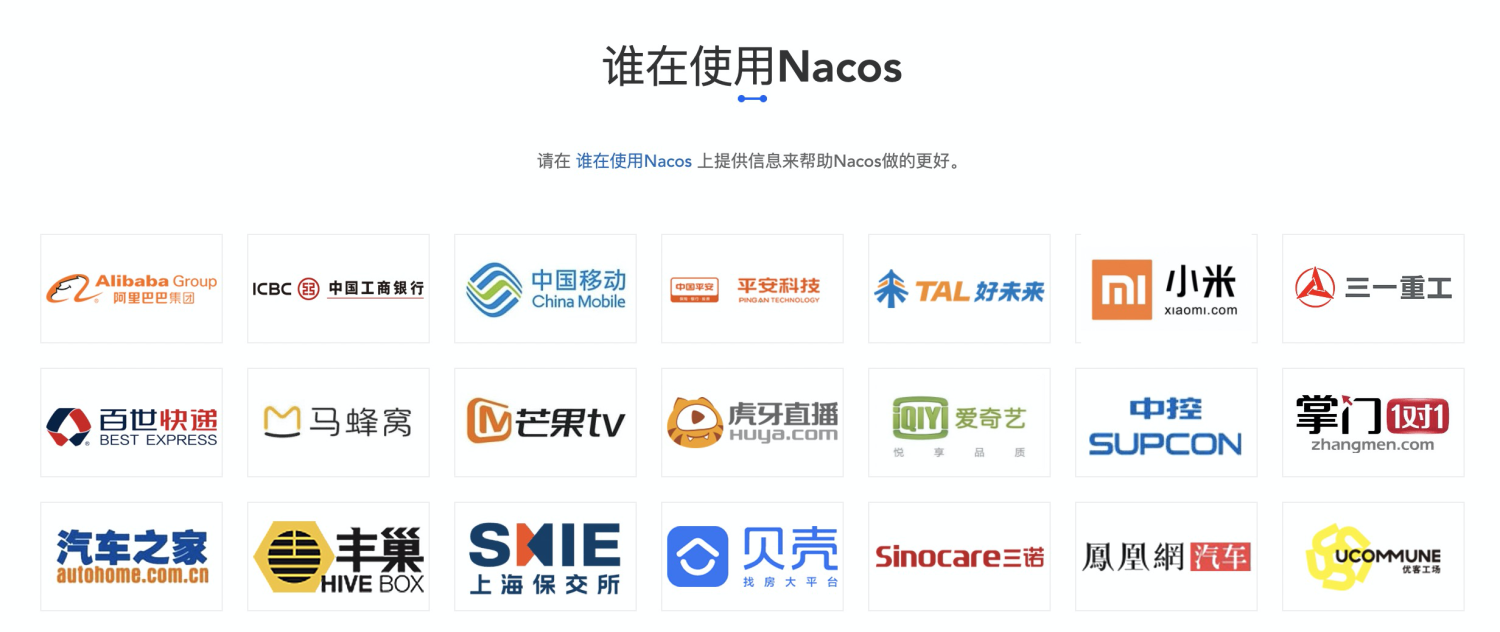 谁在使用Nacos
请在 谁在使用Nacos 上提供信息来帮助Nacos做的更好。
Alibaba Group
阿里巴巴集团
ICBC 中国工商银行
中国移动
China Mobile
中国平安
平安科技
PING AN TECHNOLOGY
TAL 好未来
mi 小米
xiaomi.com
三一重工
百世快递
BEST EXPRESS
马蜂窝
芒果tv
虎牙直播
HUYA.COM
iQIYI 爱奇艺
悦享品质
中控
SUPCON
掌门1对1
zhangmen.com
汽车之家
autohome.com.cn
丰巢
HIVE BOX
SHIE
上海保交所
贝壳
找房大平台
Sinocare三诺
鳳凰網汽车
UCOMMUNE
优客工场